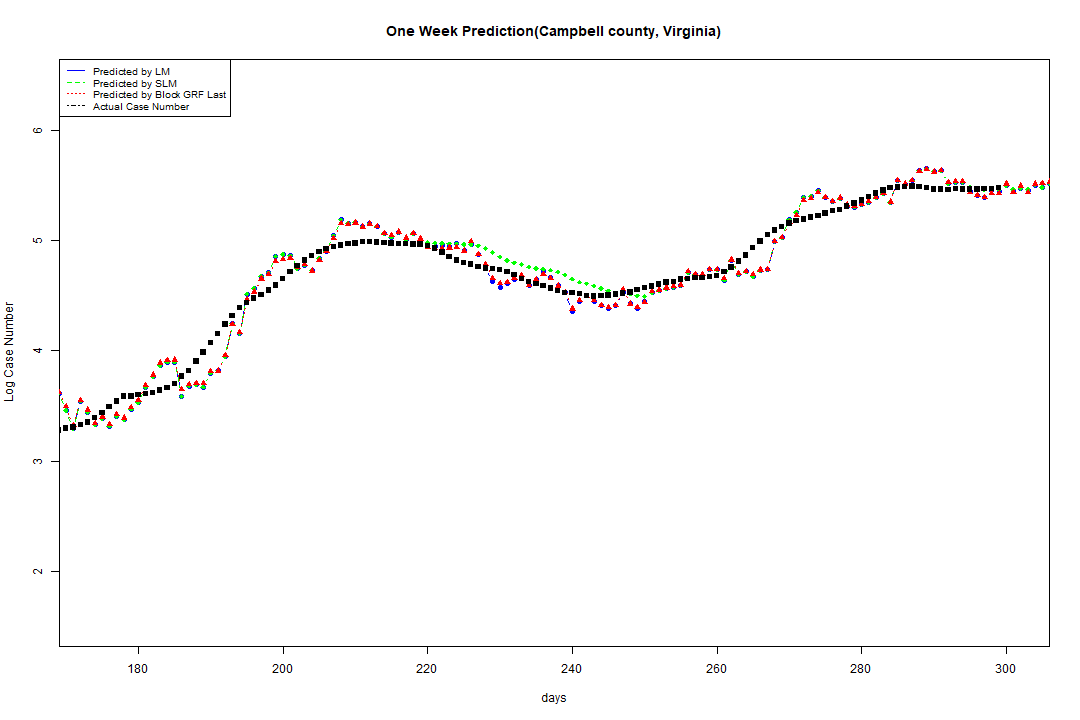 One Week Prediction(Campbell county, Virginia)
Predicted by LM
Predicted by SLM
Predicted by Block GRF Last
Actual Case Number
6
5
4
3
2
Log Case Number
180 200 220 240 260 280 300
days